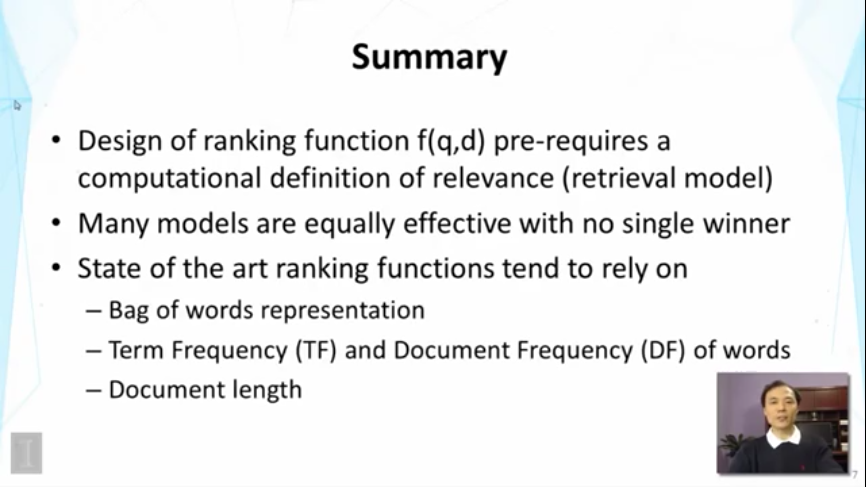 Summary
• Design of ranking function f(q,d) pre-requires a
computational definition of relevance (retrieval model)
• Many models are equally effective with no single winner
• State of the art ranking functions tend to rely on
– Bag of words representation
– Term Frequency (TF) and Document Frequency (DF) of words
– Document length
I
7